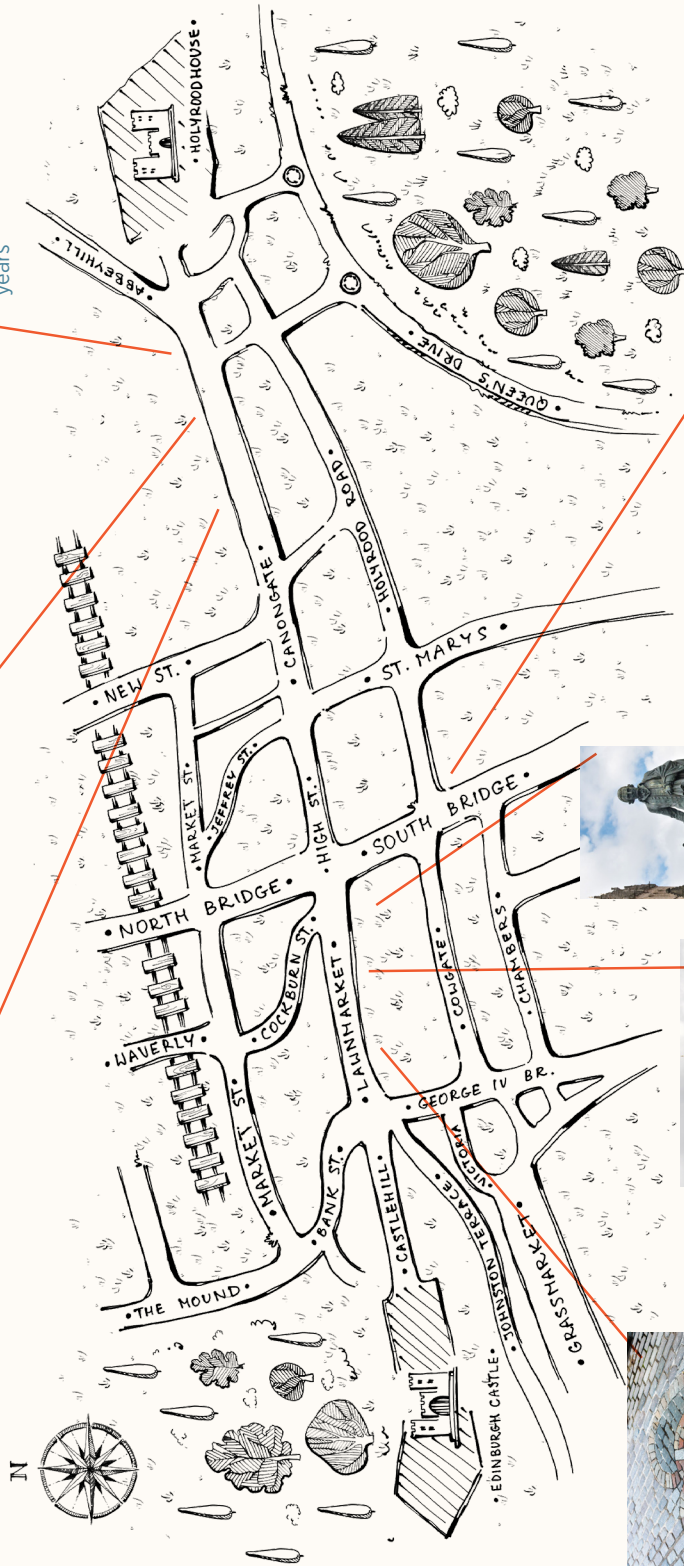 years
N
• ABBEYHILL •
• HOLYROODHOUSE •
• QUEEN'S DRIVE •
• HOLYROOD ROAD •
• CANONGATE •
• NEW ST. •
• ST. MARYS •
• MARKET ST. •
• JEFFREY ST. •
• HIGH ST. •
• NORTH BRIDGE •
• SOUTH BRIDGE •
• COCKBURN ST. •
• LAWNMARKET •
• COWGATE •
• CHAMBERS •
• WAVERLY •
• MARKET ST. •
• GEORGE IV BR. •
• BANK ST. •
• VICTORIA •
• CASTLEHILL •
• JOHNSTON TERRACE •
• GRASSMARKET •
• THE MOUND •
• EDINBURGH CASTLE •